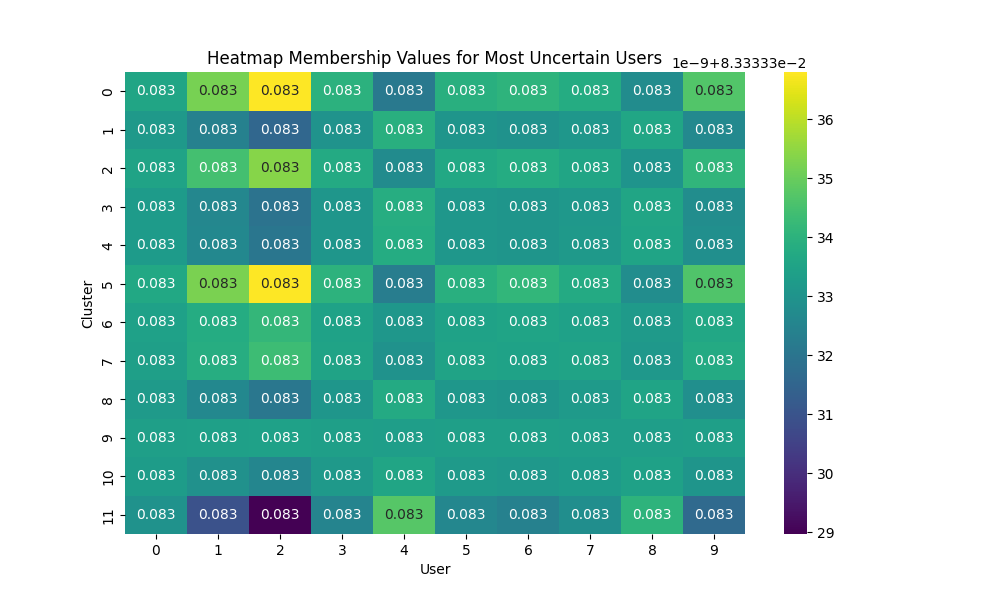 Heatmap Membership Values for Most Uncertain Users
1e−9+8.33333e−2
0 0.083 0.083 0.083 0.083 0.083 0.083 0.083 0.083 0.083 0.083
1 0.083 0.083 0.083 0.083 0.083 0.083 0.083 0.083 0.083 0.083
2 0.083 0.083 0.083 0.083 0.083 0.083 0.083 0.083 0.083 0.083
3 0.083 0.083 0.083 0.083 0.083 0.083 0.083 0.083 0.083 0.083
4 0.083 0.083 0.083 0.083 0.083 0.083 0.083 0.083 0.083 0.083
5 0.083 0.083 0.083 0.083 0.083 0.083 0.083 0.083 0.083 0.083
6 0.083 0.083 0.083 0.083 0.083 0.083 0.083 0.083 0.083 0.083
7 0.083 0.083 0.083 0.083 0.083 0.083 0.083 0.083 0.083 0.083
8 0.083 0.083 0.083 0.083 0.083 0.083 0.083 0.083 0.083 0.083
9 0.083 0.083 0.083 0.083 0.083 0.083 0.083 0.083 0.083 0.083
10 0.083 0.083 0.083 0.083 0.083 0.083 0.083 0.083 0.083 0.083
11 0.083 0.083 0.083 0.083 0.083 0.083 0.083 0.083 0.083 0.083
Cluster
0 1 2 3 4 5 6 7 8 9
User
36
35
34
33
32
31
30
29